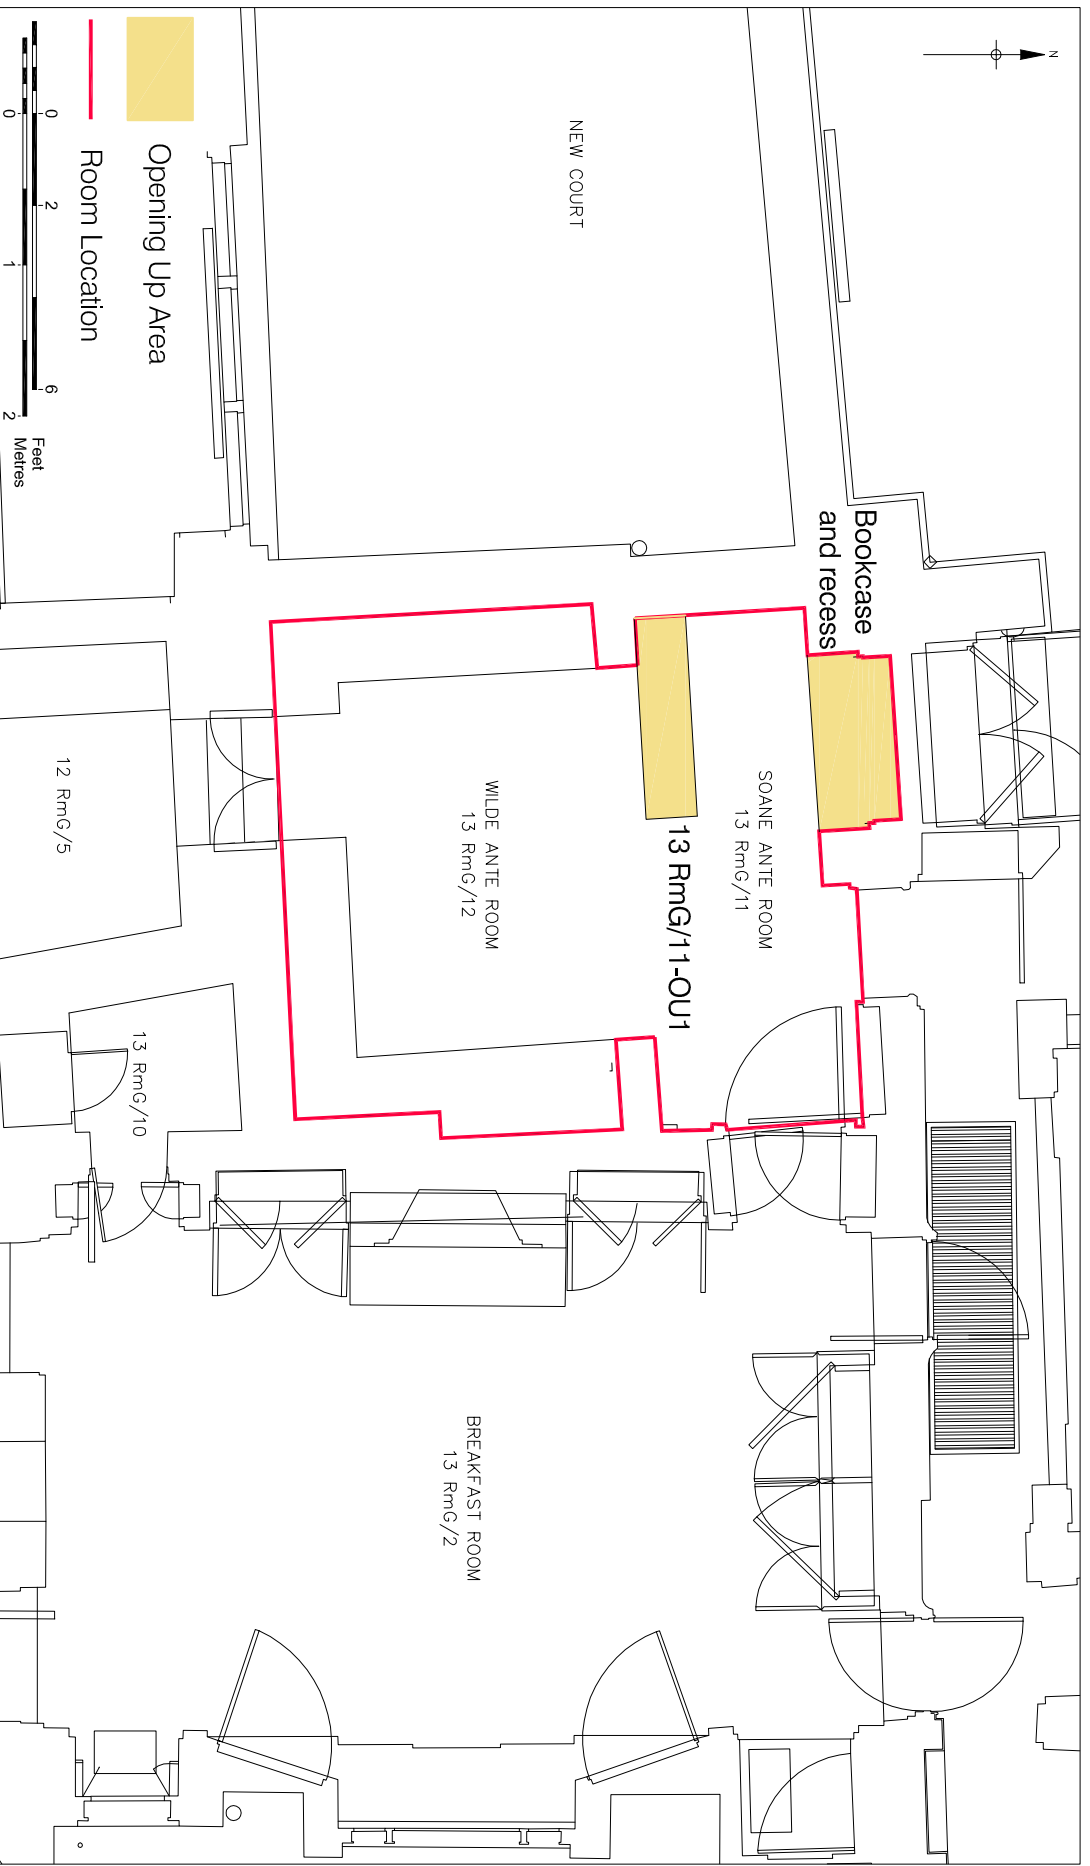 N
NEW COURT
Bookcase
and recess
SOANE ANTE ROOM
13 RmG/11
13 RmG/11-OU1
WILDE ANTE ROOM
13 RmG/12
BREAKFAST ROOM
13 RmG/2
13 RmG/10
12 RmG/5
Opening Up Area
Room Location
0 2 6 Feet
0 1 2 Metres